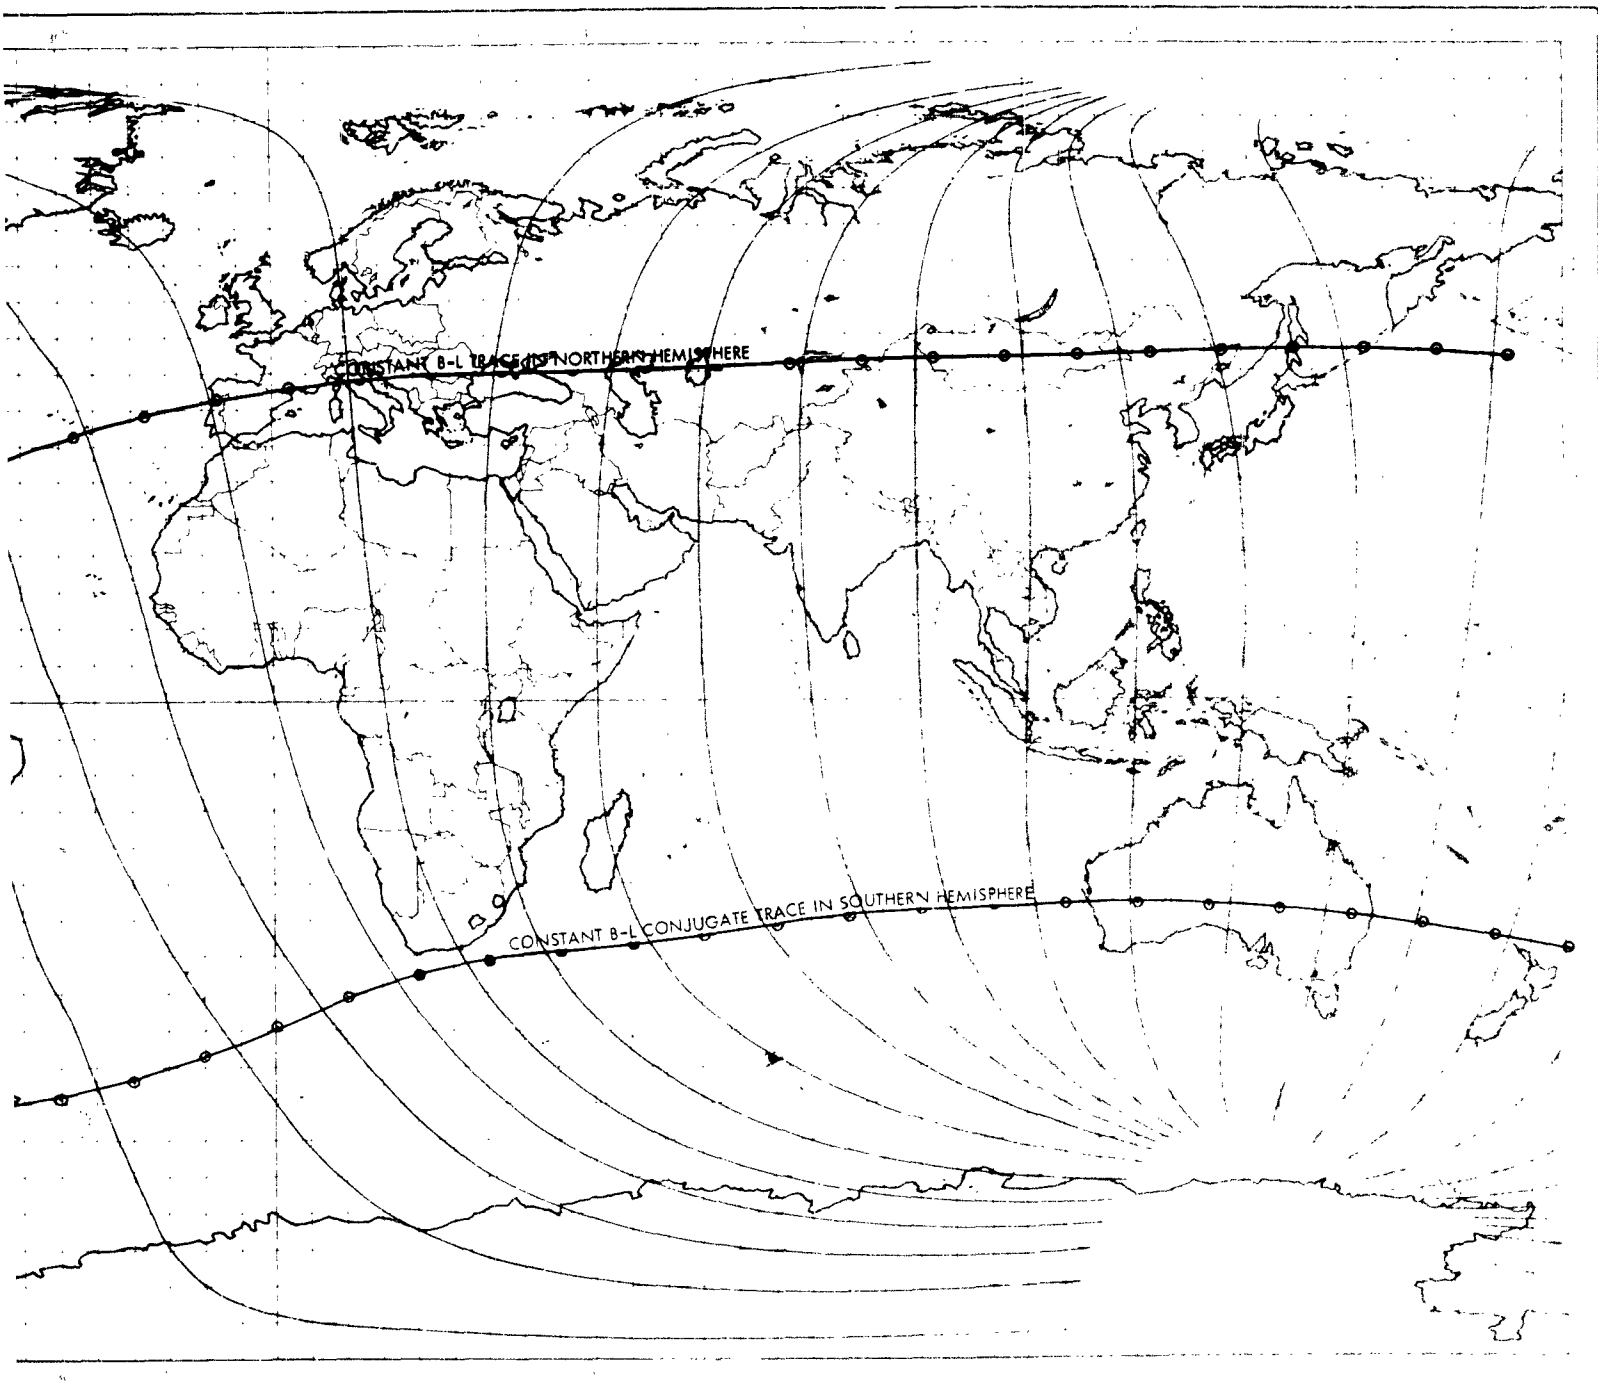 CONSTANT B-L TRACE IN NORTHERN HEMISPHERE
CONSTANT B-L CONJUGATE TRACE IN SOUTHERN HEMISPHERE